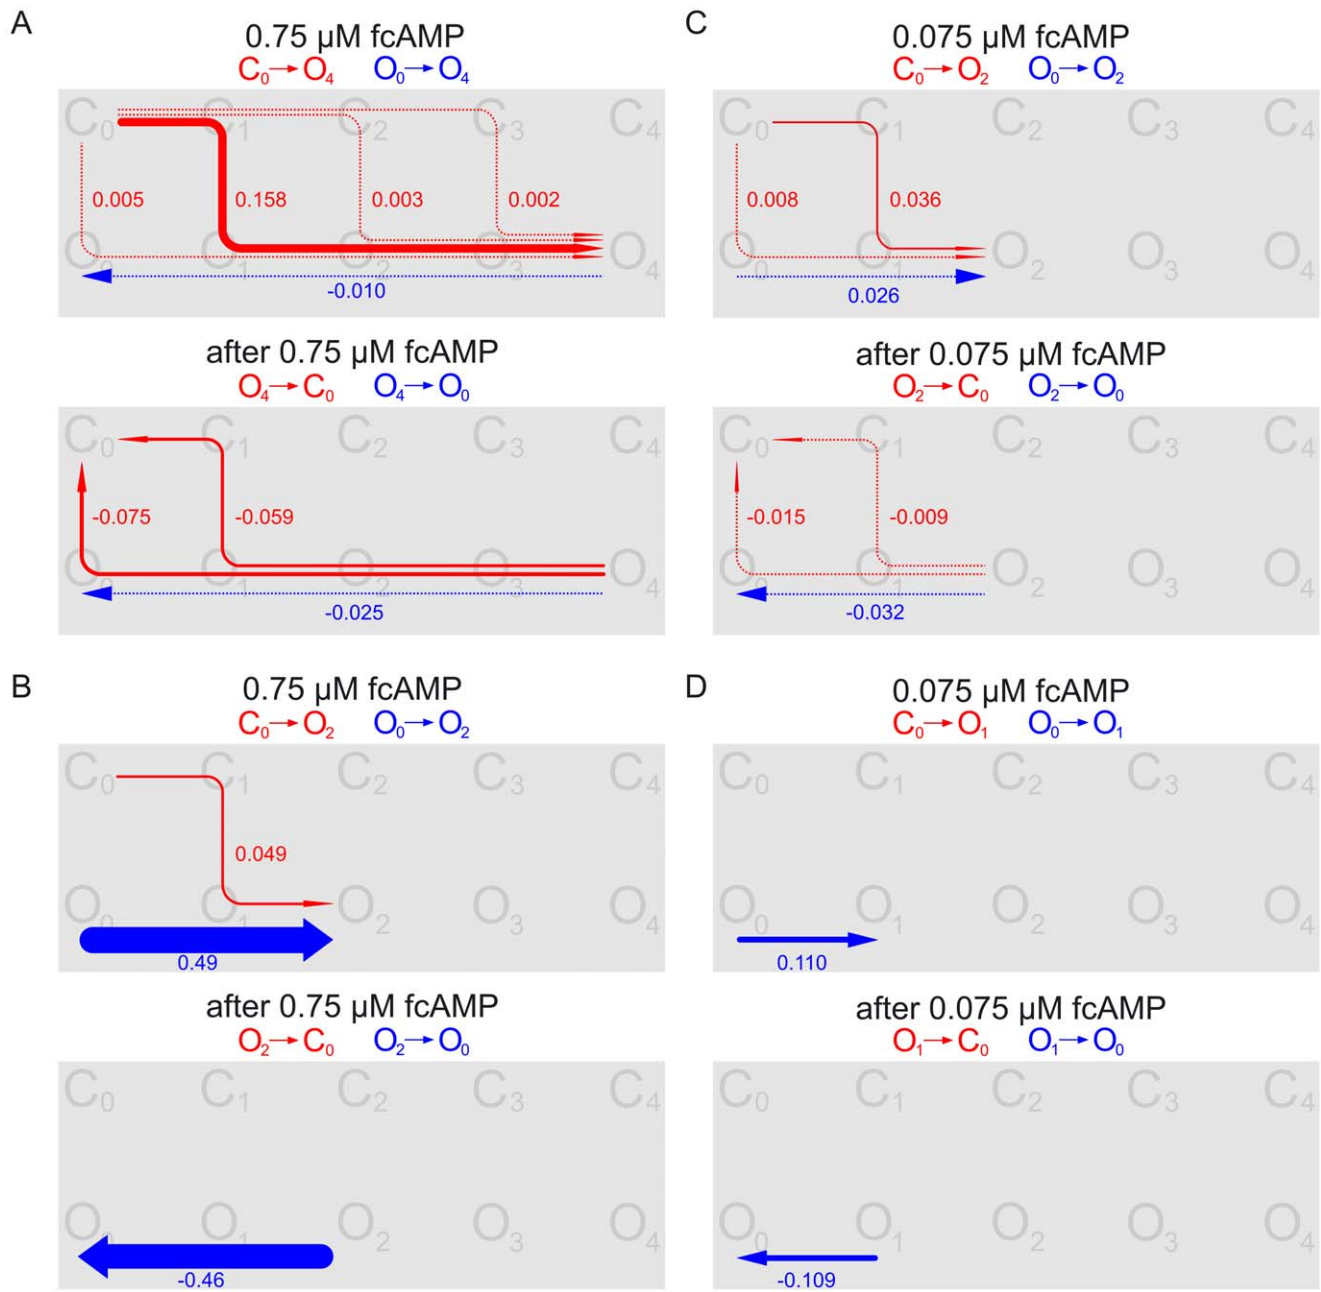 A
0.75 µM fcAMP
C0→O4 O0→O4
C0 C1 C2 C3 C4
0.005 0.158 0.003 0.002
O0 O1 O2 O3 O4
-0.010
after 0.75 µM fcAMP
O4→C0 O4→O0
C0 C1 C2 C3 C4
-0.075 -0.059
O0 O1 O2 O3 O4
-0.025
B
0.75 µM fcAMP
C0→O2 O0→O2
C0 C1 C2 C3 C4
0.049
O0 O1 O2 O3 O4
0.49
after 0.75 µM fcAMP
O2→C0 O2→O0
C0 C1 C2 C3 C4
O0 O1 O2 O3 O4
-0.46
C
0.075 µM fcAMP
C0→O2 O0→O2
C0 C1 C2 C3 C4
0.008 0.036
O0 O1 O2 O3 O4
0.026
after 0.075 µM fcAMP
O2→C0 O2→O0
C0 C1 C2 C3 C4
-0.015 -0.009
O0 O1 O2 O3 O4
-0.032
D
0.075 µM fcAMP
C0→O1 O0→O1
C0 C1 C2 C3 C4
O0 O1 O2 O3 O4
0.110
after 0.075 µM fcAMP
O1→C0 O1→O0
C0 C1 C2 C3 C4
O0 O1 O2 O3 O4
-0.109